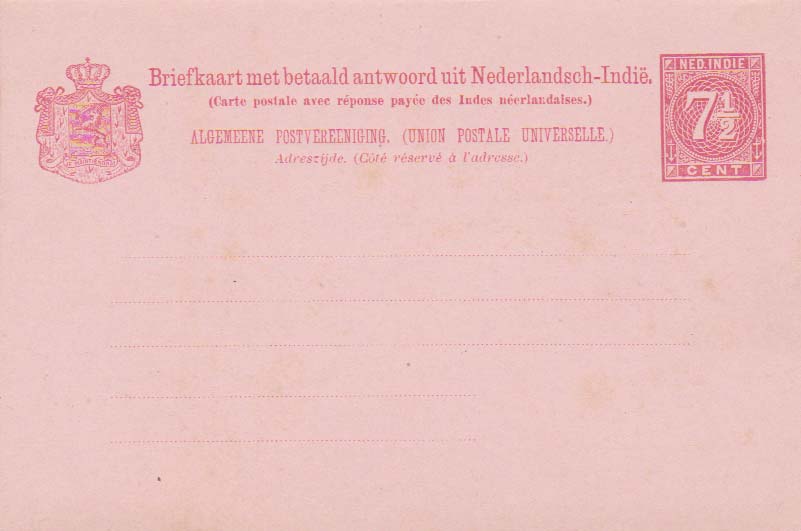 Briefkaart met betaald antwoord uit Nederlandsch-Indië.
(Carte postale avec réponse payée des Indes néerlandaises.)
ALGEMEENE POSTVEREENIGING. (UNION POSTALE UNIVERSELLE.)
Adreszijde. (Côté réservé à l'adresse.)
NED. INDIE
7½
CENT